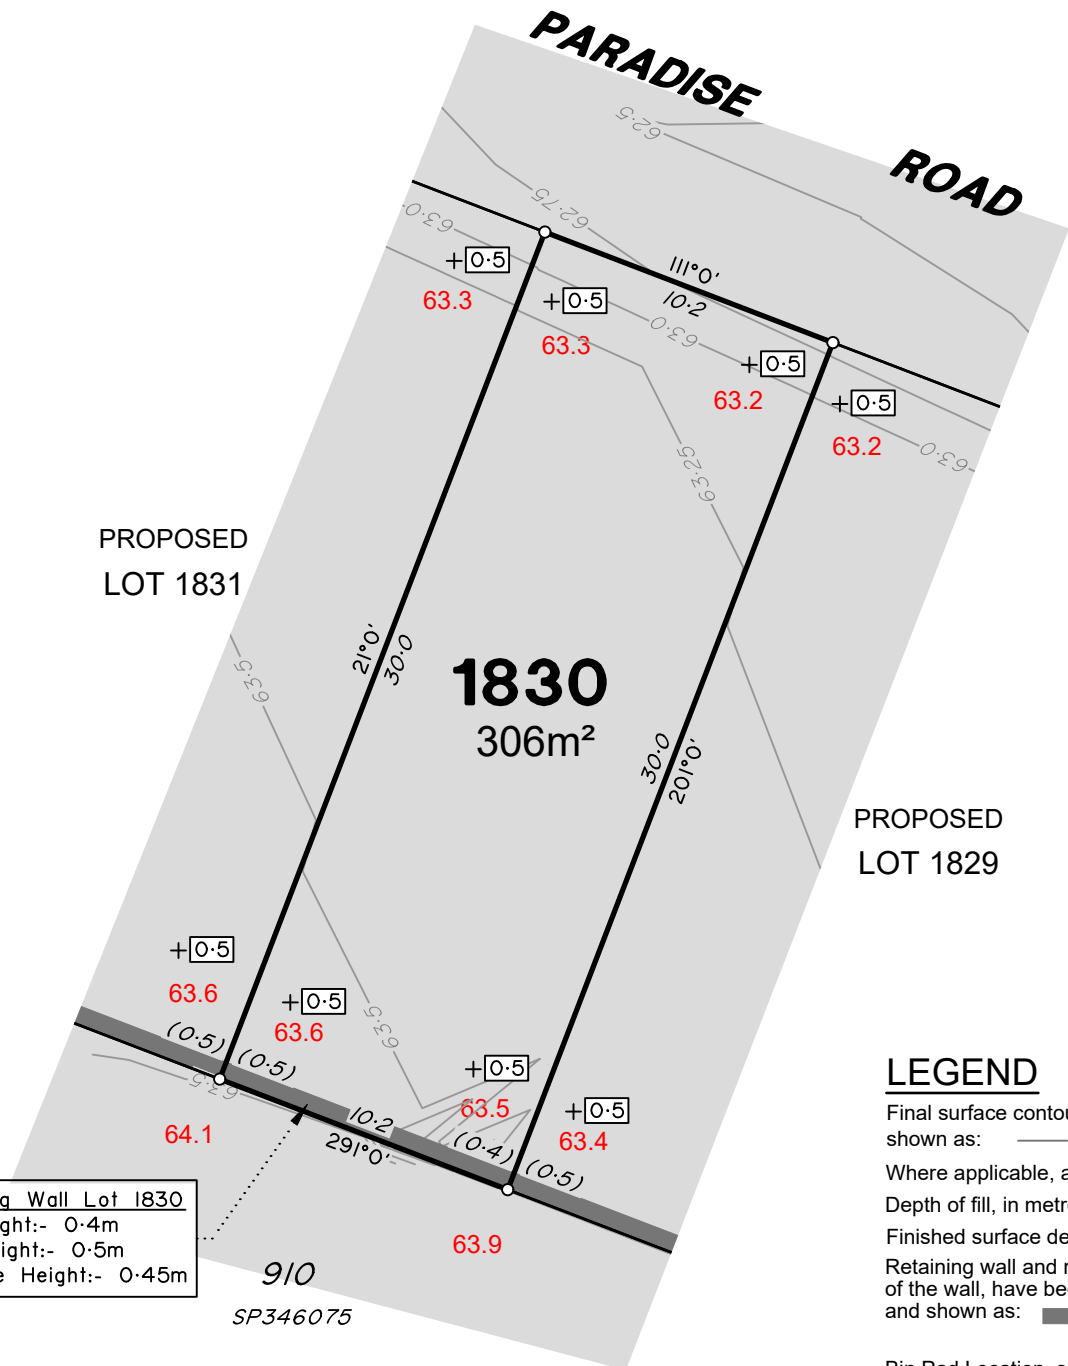 PARADISE ROAD
62·5
62·75
63·0
+ 0·5
63.3
111°0'
10·2
+ 0·5
63.3
63·0
+ 0·5
63.2
+ 0·5
63.2
63·0
63·25
PROPOSED
LOT 1831
21°0'
30·0
1830
306m²
63·5
30·0
201°0'
PROPOSED
LOT 1829
+ 0·5
63.6
+ 0·5
63.6
63·5
(0·5) (0·5)
63·5
+ 0·5
63.5
+ 0·5
63.4
10·2
291°0'
(0·4) (0·5)
64.1
63.9
g Wall Lot 1830
ght:- 0·4m
ight:- 0·5m
e Height:- 0·45m
910
SP346075
LEGEND
Final surface contou
shown as:
Where applicable, a
Depth of fill, in metr
Finished surface de
Retaining wall and r
of the wall, have bee
and shown as: